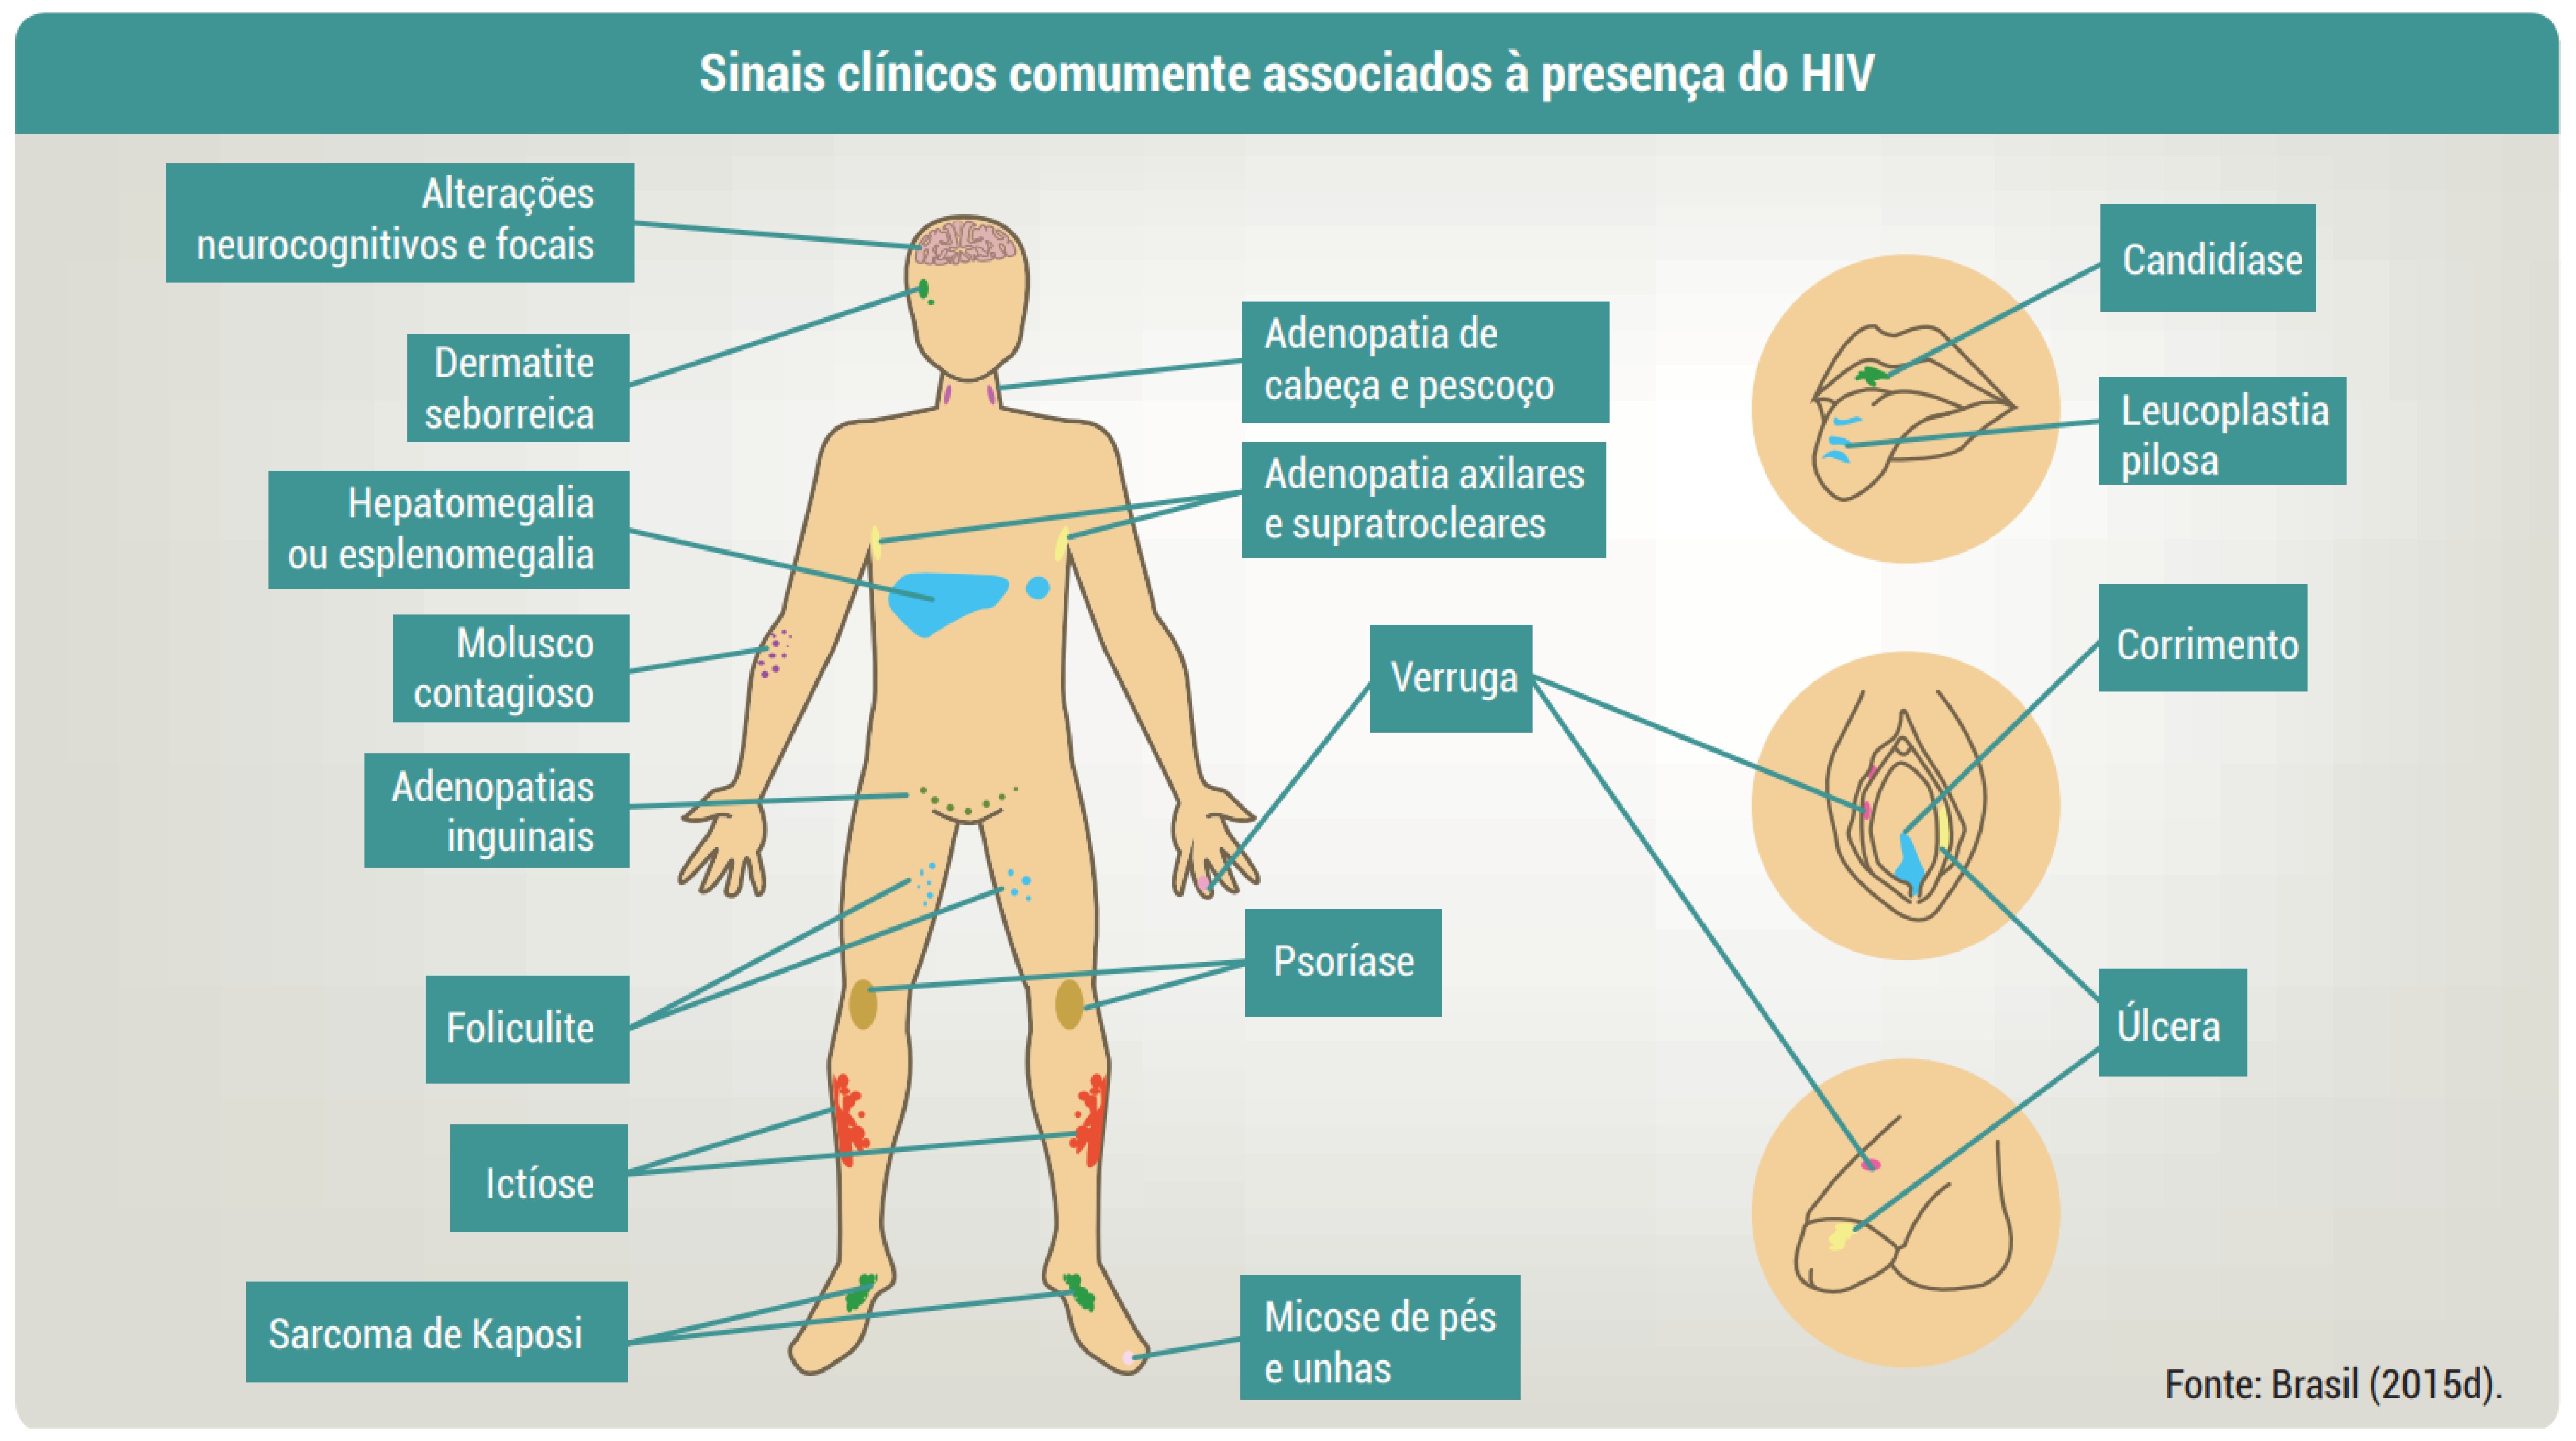 Sinais clínicos comumente associados à presença do HIV
Alterações
neurocognitivos e focais
Dermatite
seborreica
Hepatomegalia
ou esplenomegalia
Molusco
contagioso
Adenopatias
inguinais
Foliculite
Ictíose
Sarcoma de Kaposi
Adenopatia de
cabeça e pescoço
Adenopatia axilares
e supratrocleares
Verruga
Psoríase
Micose de pés
e unhas
Candidíase
Leucoplastia
pilosa
Corrimento
Úlcera
Fonte: Brasil (2015d).